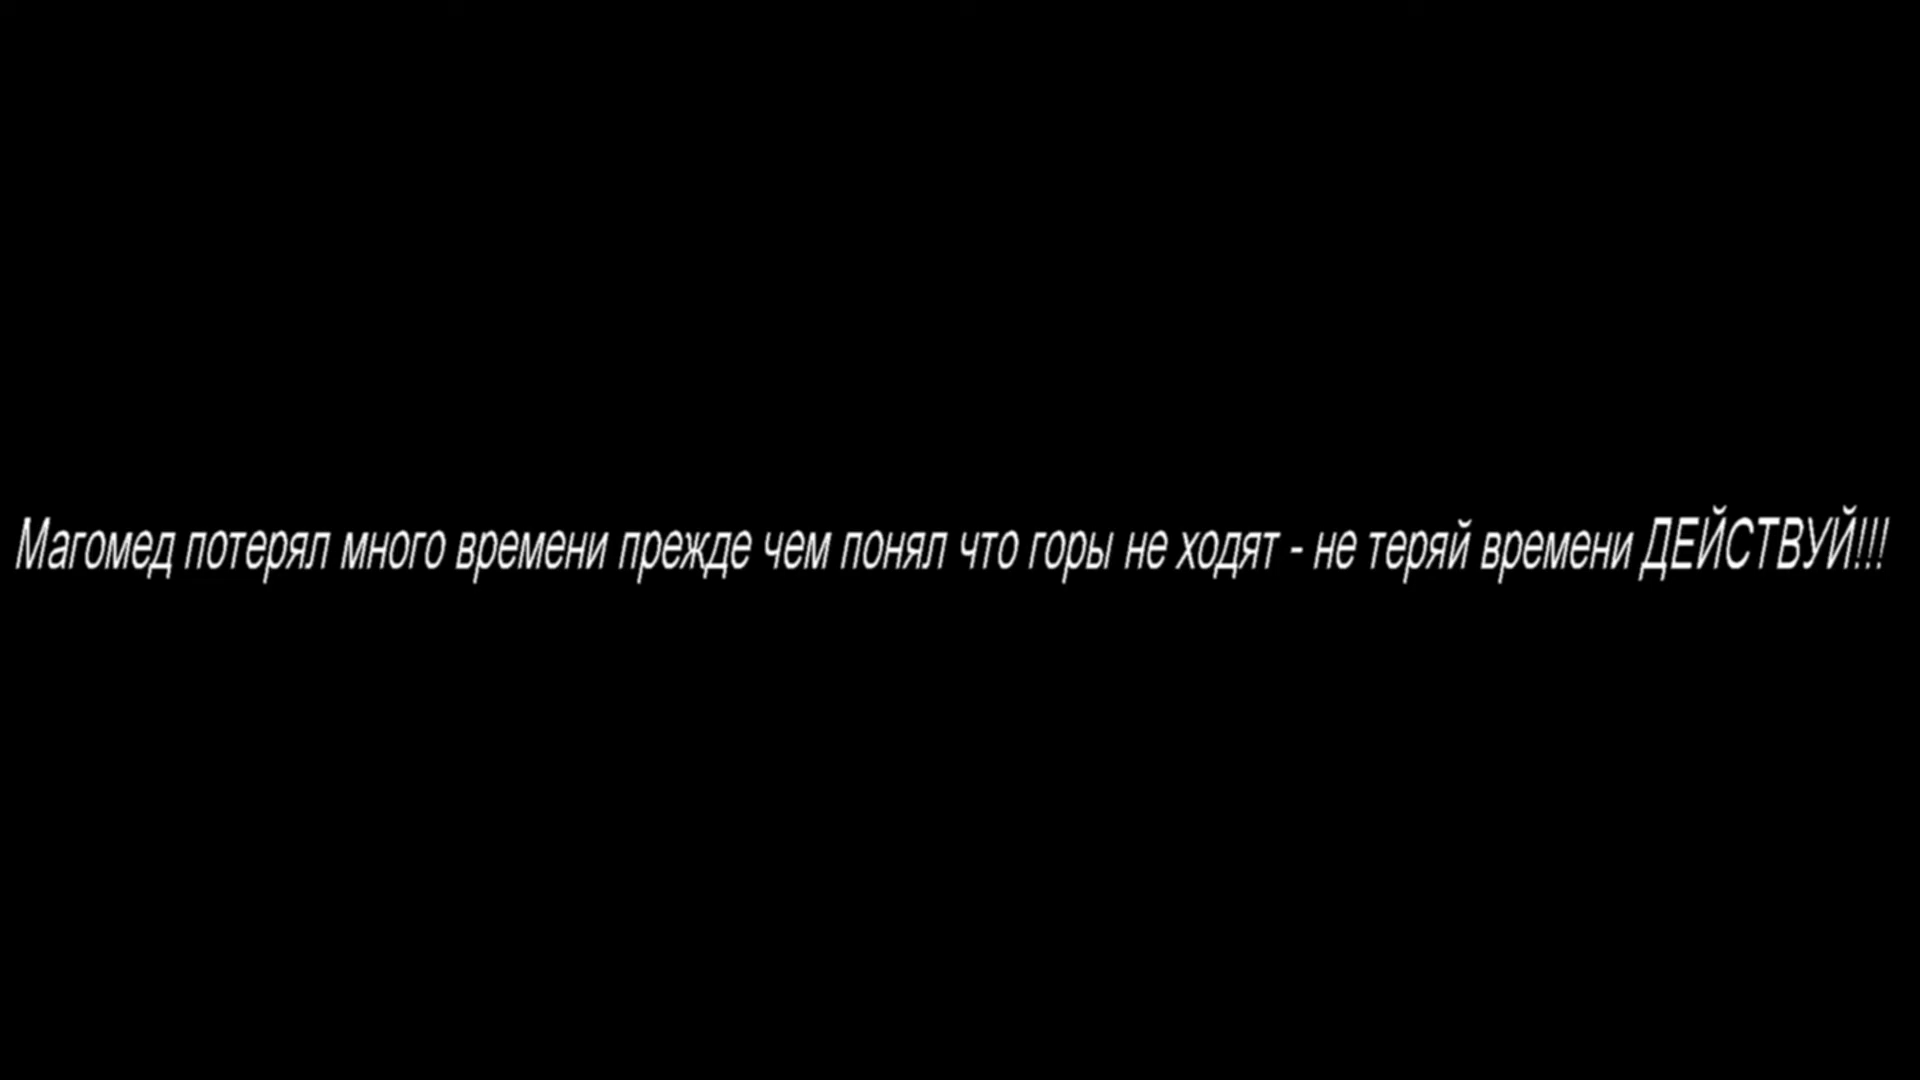 Магомед потерял много времени прежде чем понял что горы не ходят - не теряй времени ДЕЙСТВУЙ!!!